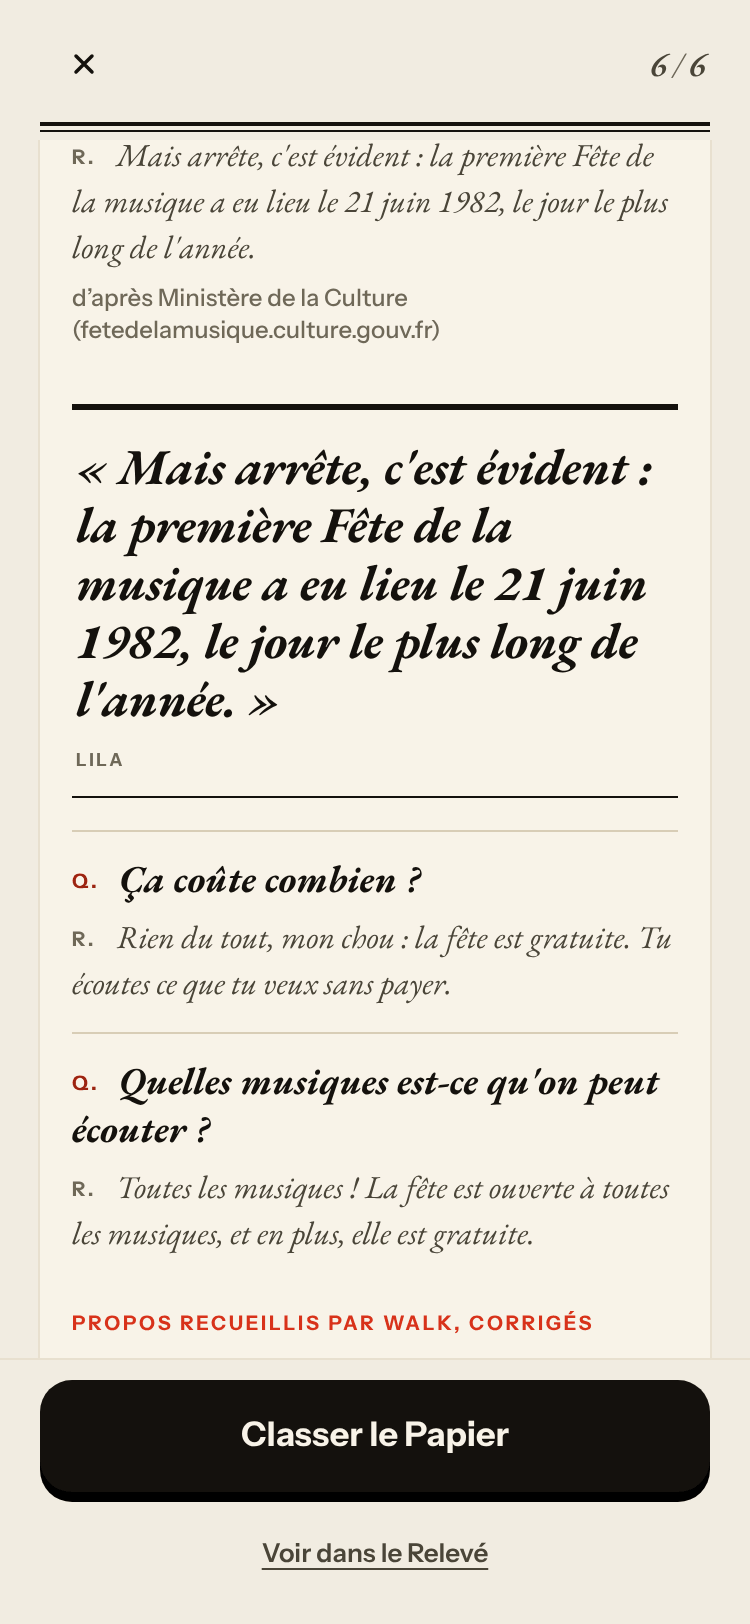 6/6
R. Mais arrête, c'est évident : la première Fête de
la musique a eu lieu le 21 juin 1982, le jour le plus
long de l'année.
d’après Ministère de la Culture
(fetedelamusique.culture.gouv.fr)
« Mais arrête, c'est évident :
la première Fête de la
musique a eu lieu le 21 juin
1982, le jour le plus long de
l'année. »
LILA
Q. Ça coûte combien ?
R. Rien du tout, mon chou : la fête est gratuite. Tu
écoutes ce que tu veux sans payer.
Q. Quelles musiques est-ce qu'on peut
écouter ?
R. Toutes les musiques ! La fête est ouverte à toutes
les musiques, et en plus, elle est gratuite.
PROPOS RECUEILLIS PAR WALK, CORRIGÉS
Classer le Papier
Voir dans le Relevé